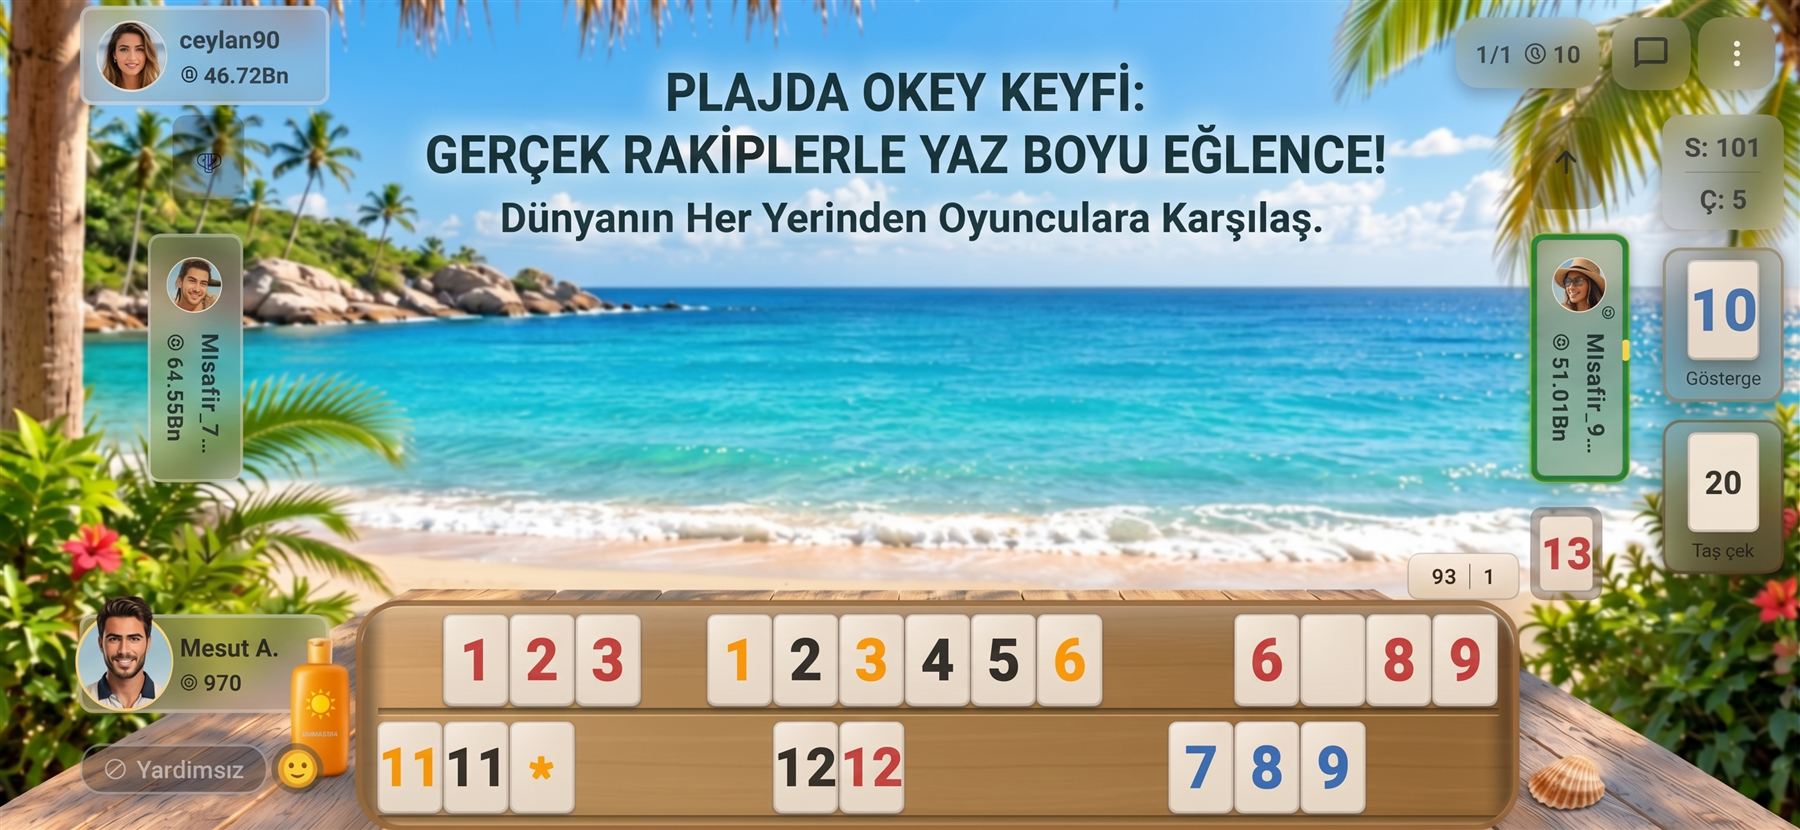 ceylan90
46.72Bn
PLAJDA OKEY KEYFİ:
GERÇEK RAKİPLERLE YAZ BOYU EĞLENCE!
Dünyanın Her Yerinden Oyunculara Karşılaş.
1/1 10
S: 101
Ç: 5
Misafir_7...
64.55Bn
Misafir_9...
51.01Bn
10
Gösterge
20
Taş çek
13
93 | 1
Mesut A.
970
Yardimsiz
1 2 3 1 2 3 4 5 6 6 8 9
11 11 * 12 12 7 8 9